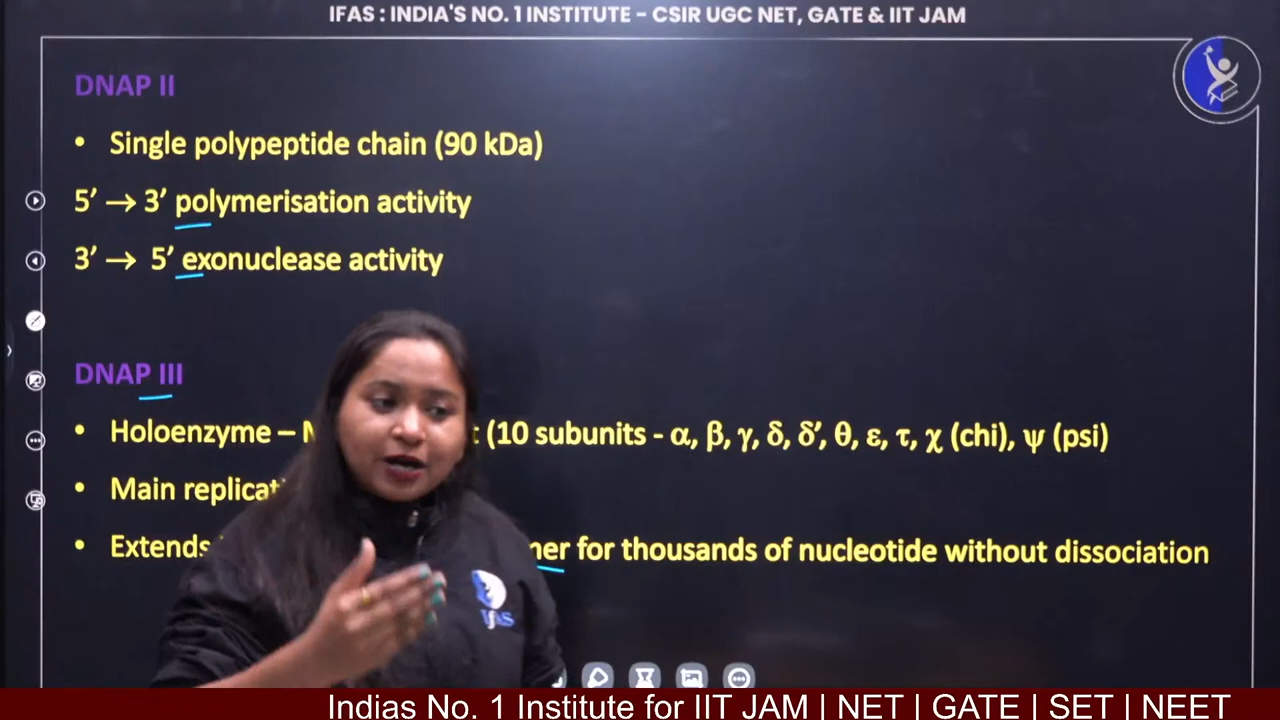 IFAS : INDIA'S NO. 1 INSTITUTE – CSIR UGC NET, GATE & IIT JAM
DNAP II
• Single polypeptide chain (90 kDa)
5′ → 3′ polymerisation activity
3′ → 5′ exonuclease activity
DNAP III
• Holoenzyme – (10 subunits - α, β, γ, δ, δ′, θ, ε, τ, χ (chi), ψ (psi)
• Main
• Extends for thousands of nucleotide without dissociation
IFAS
Indias No. 1 Institute for IIT JAM | NET | GATE | SET | NEET